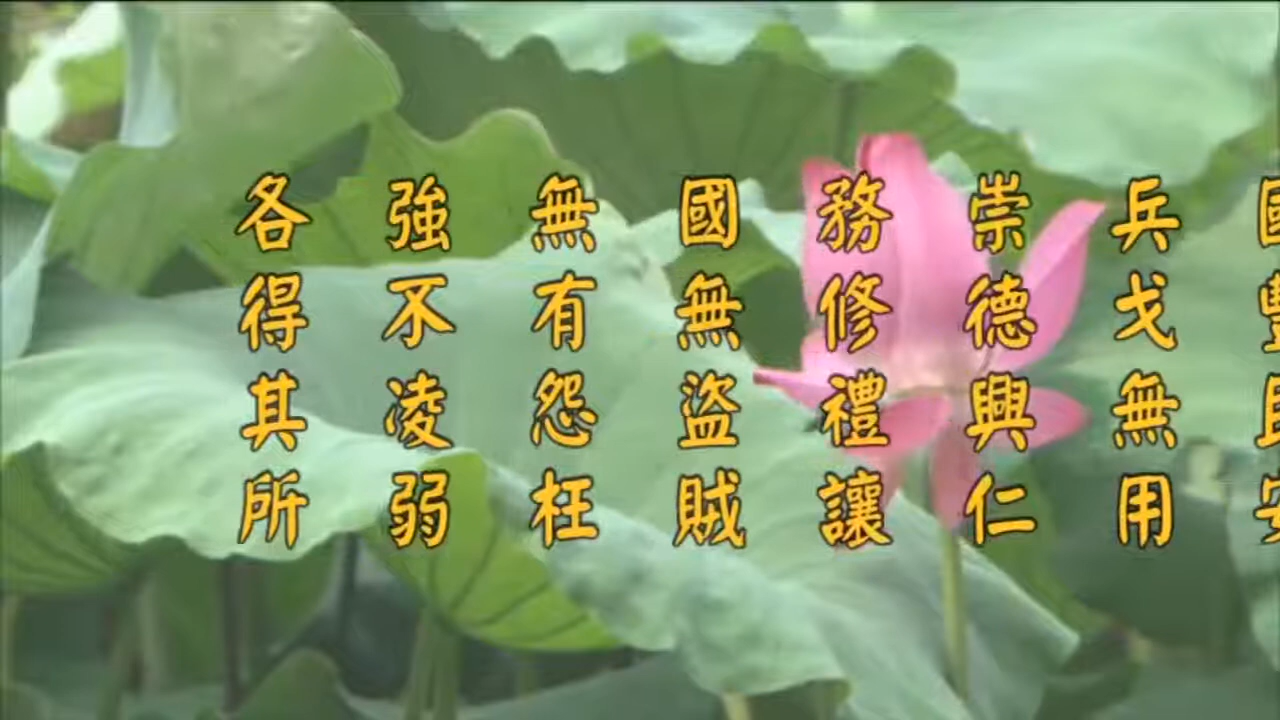 兵戈無用
崇德興仁
務修禮讓
國無盜賊
無有怨枉
強不凌弱
各得其所